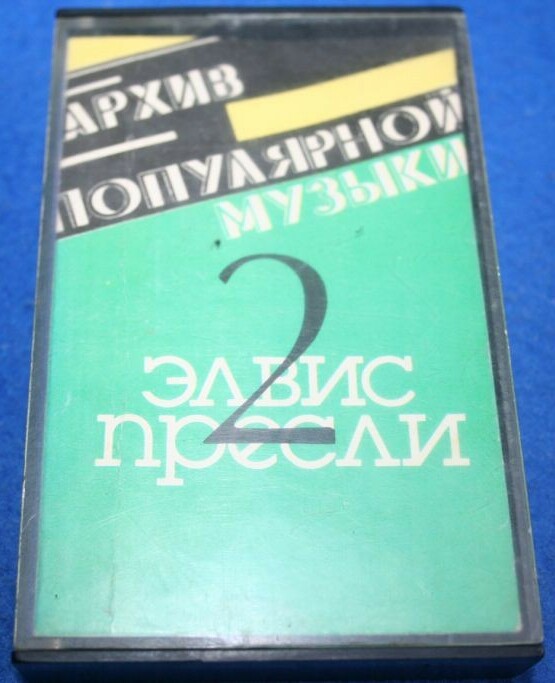 АРХИВ
ПОПУЛЯРНОЙ
МУЗЫКИ
2
ЭЛВИС
пресли